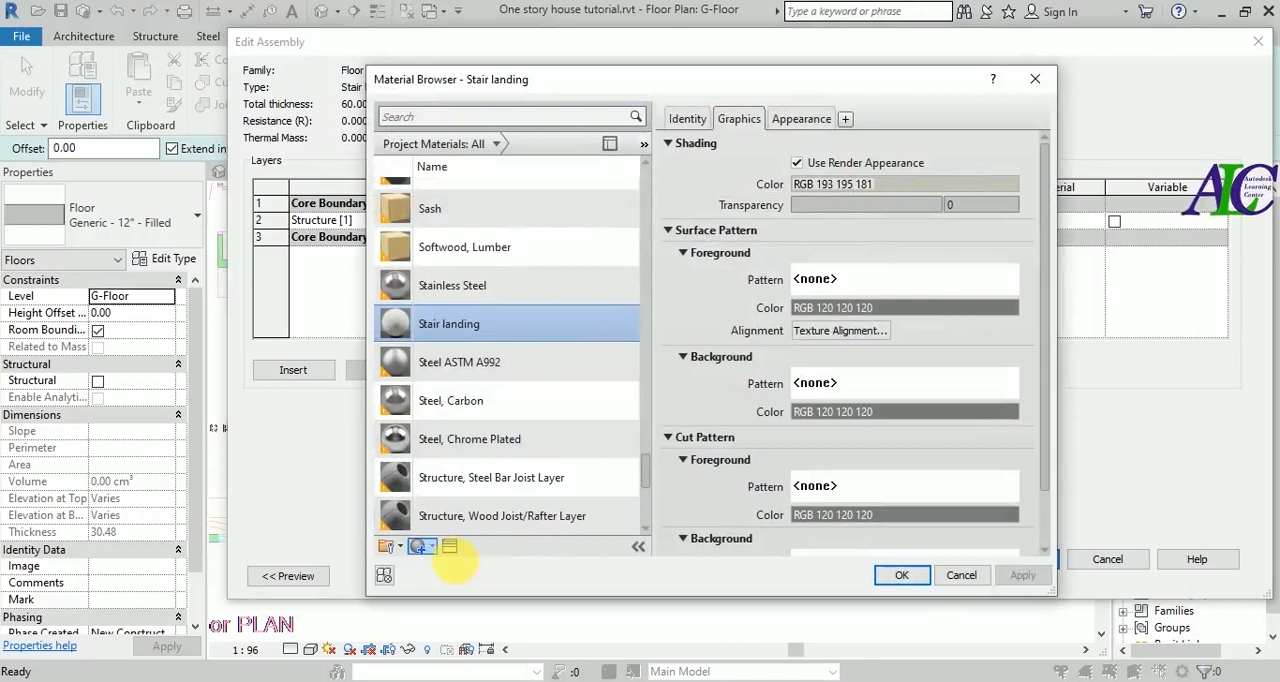 One story house tutorial.rvt - Floor Plan: G-Floor
Type a keyword or phrase
Sign In
File
Architecture
Structure
Steel
Modify
Paste
Select
Properties
Clipboard
Offset:
0.00
Extend in
Properties
Floor
Generic - 12" - Filled
Floors
Edit Type
Constraints
Level
G-Floor
Height Offset ...
0.00
Room Boundi...
Related to Mass
Structural
Structural
Enable Analyti...
Dimensions
Slope
Perimeter
Area
Volume
0.00 cm³
Elevation at Top
Varies
Elevation at B...
Varies
Thickness
30.48
Identity Data
Image
Comments
Mark
Phasing
Phase Created
New Construct
Properties help
Apply
Ready
Edit Assembly
Family:
Floor
Type:
Stair
Total thickness:
60.00
Resistance (R):
0.000
Thermal Mass:
0.000
Layers
1
Core Boundary
2
Structure [1]
3
Core Boundary
Insert
<< Preview
Variable
Cancel
Help
Material Browser - Stair landing
?
Search
Project Materials: All
Name
Sash
Softwood, Lumber
Stainless Steel
Stair landing
Steel ASTM A992
Steel, Carbon
Steel, Chrome Plated
Structure, Steel Bar Joist Layer
Structure, Wood Joist/Rafter Layer
Identity
Graphics
Appearance
Shading
Use Render Appearance
Color
RGB 193 195 181
Transparency
0
Surface Pattern
Foreground
Pattern
<none>
Color
RGB 120 120 120
Alignment
Texture Alignment...
Background
Pattern
<none>
Color
RGB 120 120 120
Cut Pattern
Foreground
Pattern
<none>
Color
RGB 120 120 120
Background
OK
Cancel
Apply
ALC
Autodesk
Learning
Center
or PLAN
1 : 96
Families
Groups
:0
Main Model
:0